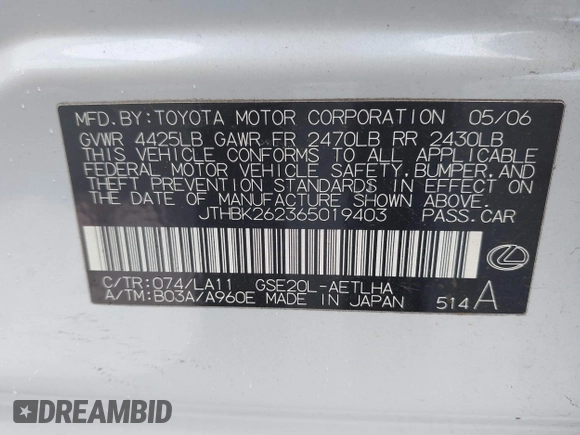 MFD. BY: TOYOTA MOTOR CORPORATION 05/06
GVWR 4425LB GAWR FR 2470LB RR 2430LB
THIS VEHICLE CONFORMS TO ALL APPLICABLE
FEDERAL MOTOR VEHICLE SAFETY, BUMPER, AND
THEFT PREVENTION STANDARDS IN EFFECT ON
THE DATE OF MANUFACTURE SHOWN ABOVE.
JTHBK262365019403 PASS. CAR
C/TR: 074/LA11 GSE20L-AETLHA
A/TM: B03A/A960E MADE IN JAPAN 514 A
DREAMBID